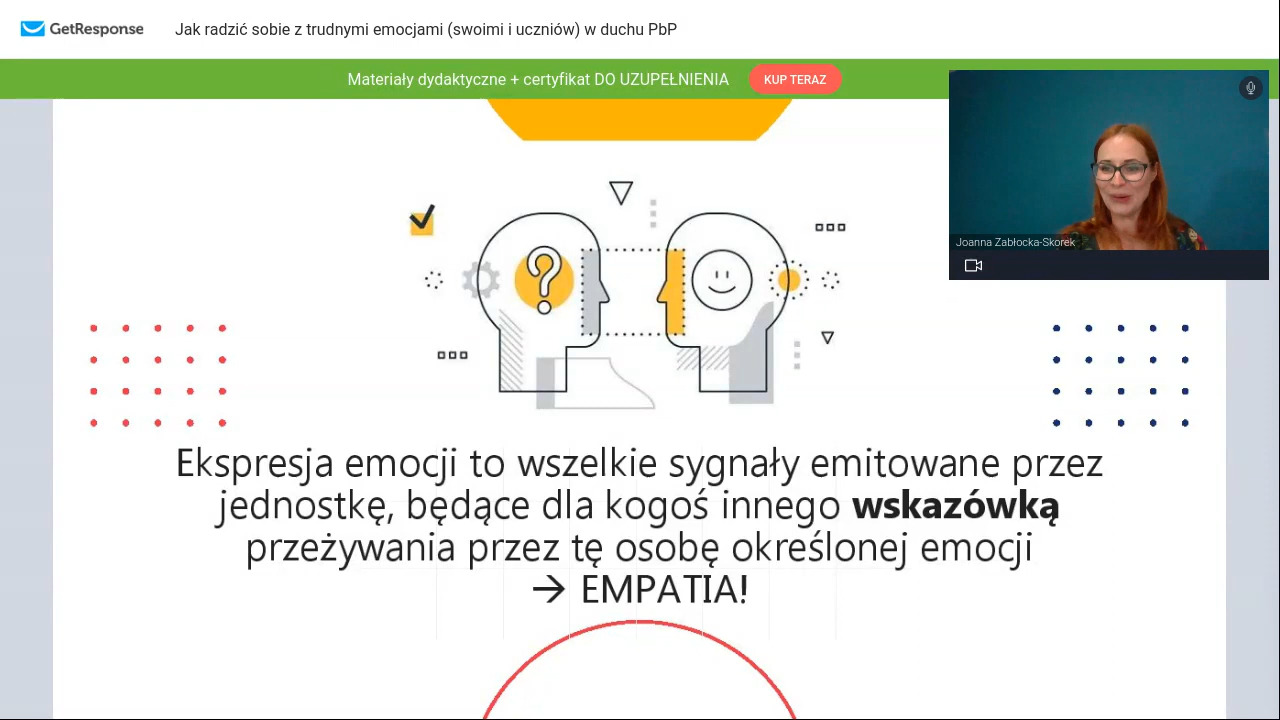 GetResponse
Jak radzić sobie z trudnymi emocjami (swoimi i uczniów) w duchu PbP
Materiały dydaktyczne + certyfikat DO UZUPEŁNIENIA
KUP TERAZ
Joanna Zabłocka-Skorek
Ekspresja emocji to wszelkie sygnały emitowane przez
jednostkę, będące dla kogoś innego wskazówką
przeżywania przez tę osobę określonej emocji
→ EMPATIA!